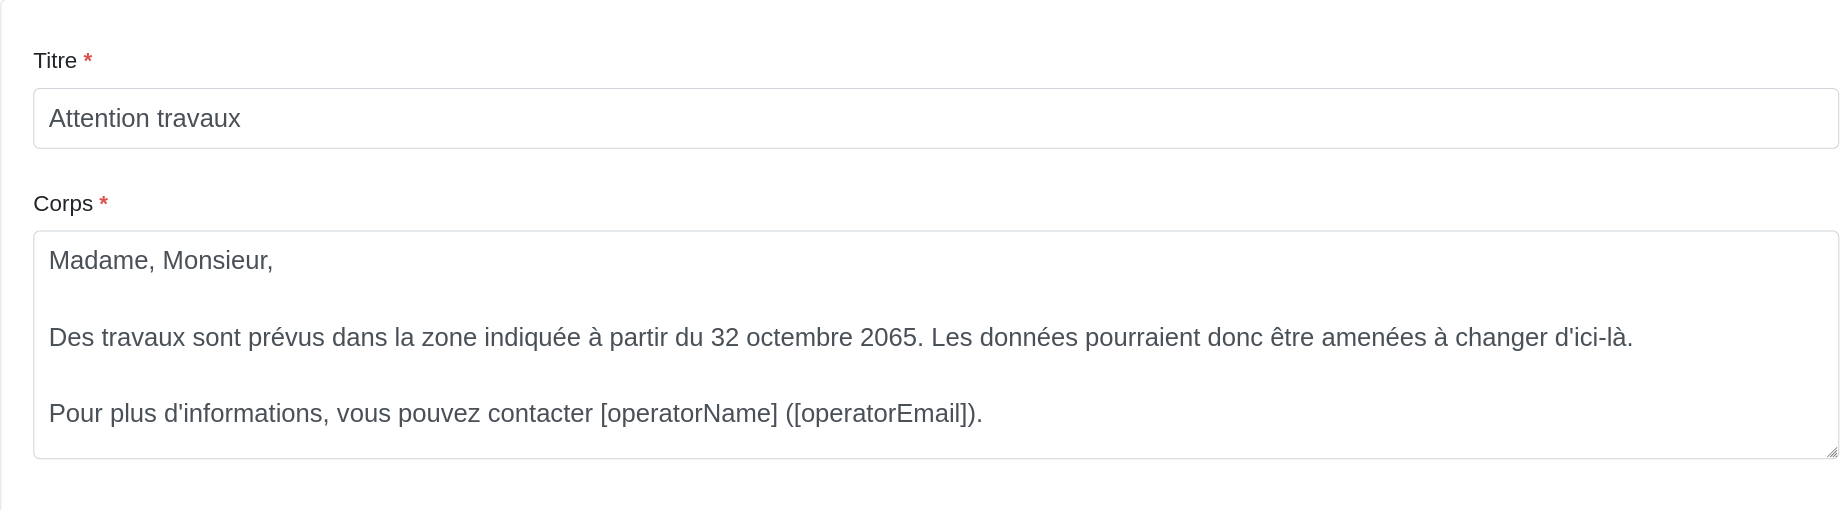 Titre *
Attention travaux
Corps *
Madame, Monsieur,
Des travaux sont prévus dans la zone indiquée à partir du 32 octembre 2065. Les données pourraient donc être amenées à changer d'ici-là.
Pour plus d'informations, vous pouvez contacter [operatorName] ([operatorEmail]).